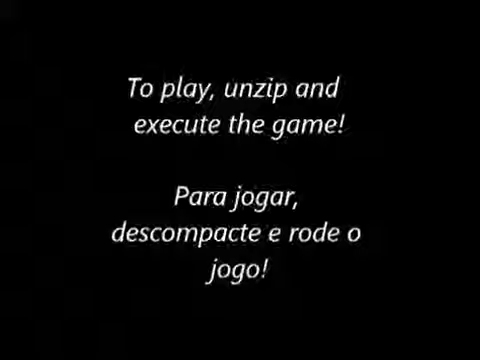 To play, unzip and
execute the game!
Para jogar,
descompacte e rode o
jogo!